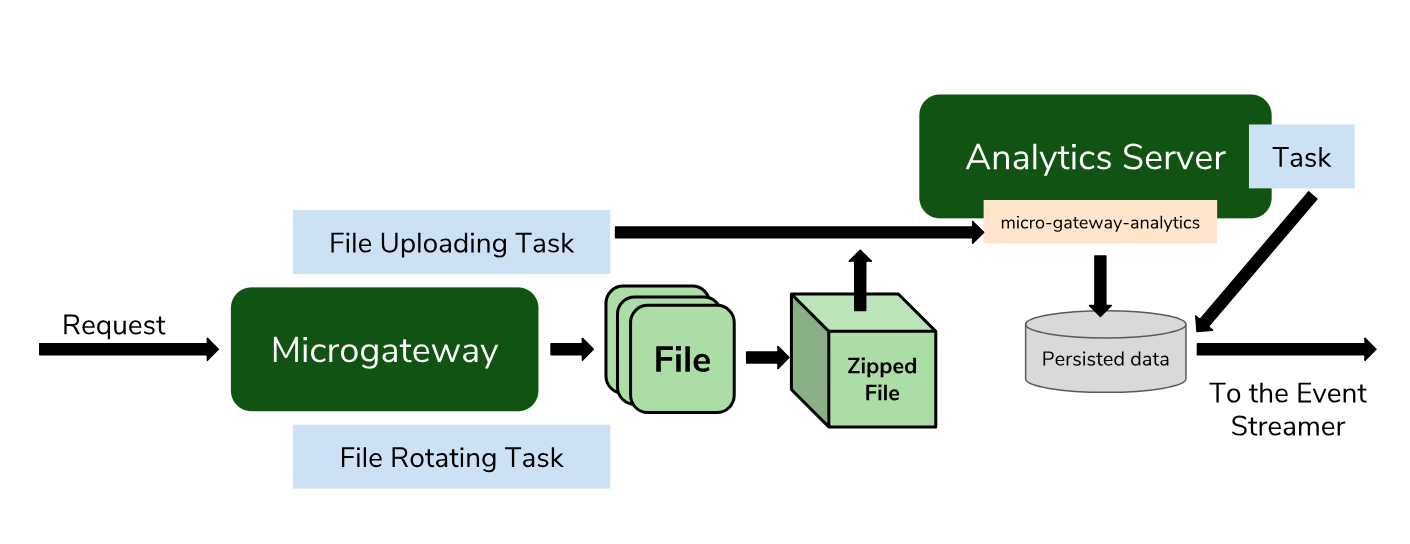 Analytics Server
Task
micro-gateway-analytics
File Uploading Task
Request
Microgateway
File
Zipped
File
Persisted data
To the Event
Streamer
File Rotating Task